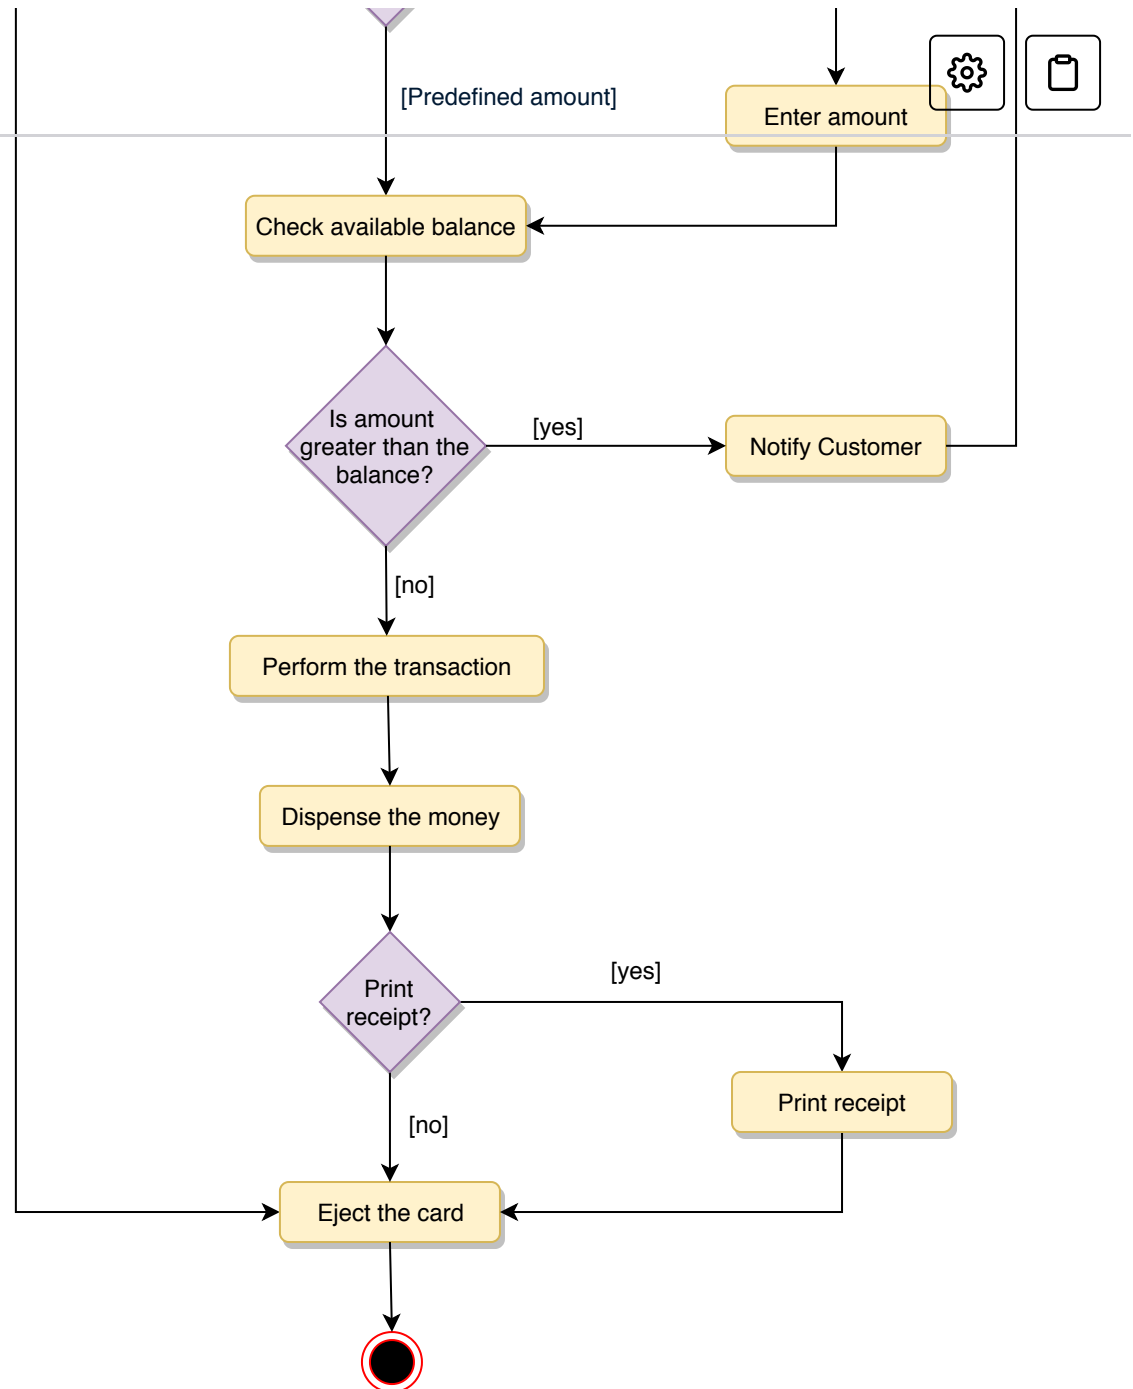 [Predefined amount]
Enter amount
Check available balance
Is amount
greater than the
balance?
[yes]
Notify Customer
[no]
Perform the transaction
Dispense the money
Print
receipt?
[yes]
Print receipt
[no]
Eject the card